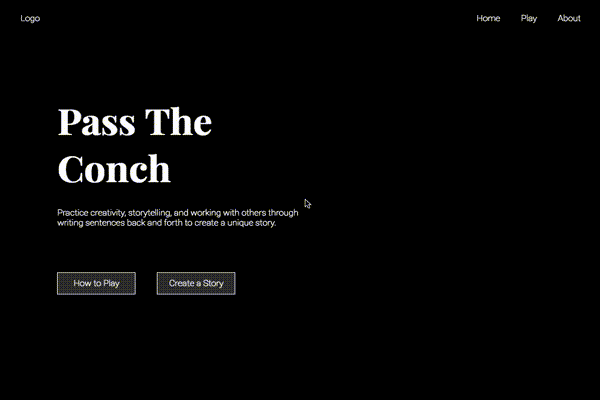 Logo
Home Play About
Pass The
Conch
Practice creativity, storytelling, and working with others through
writing sentences back and forth to create a unique story.
How to Play
Create a Story